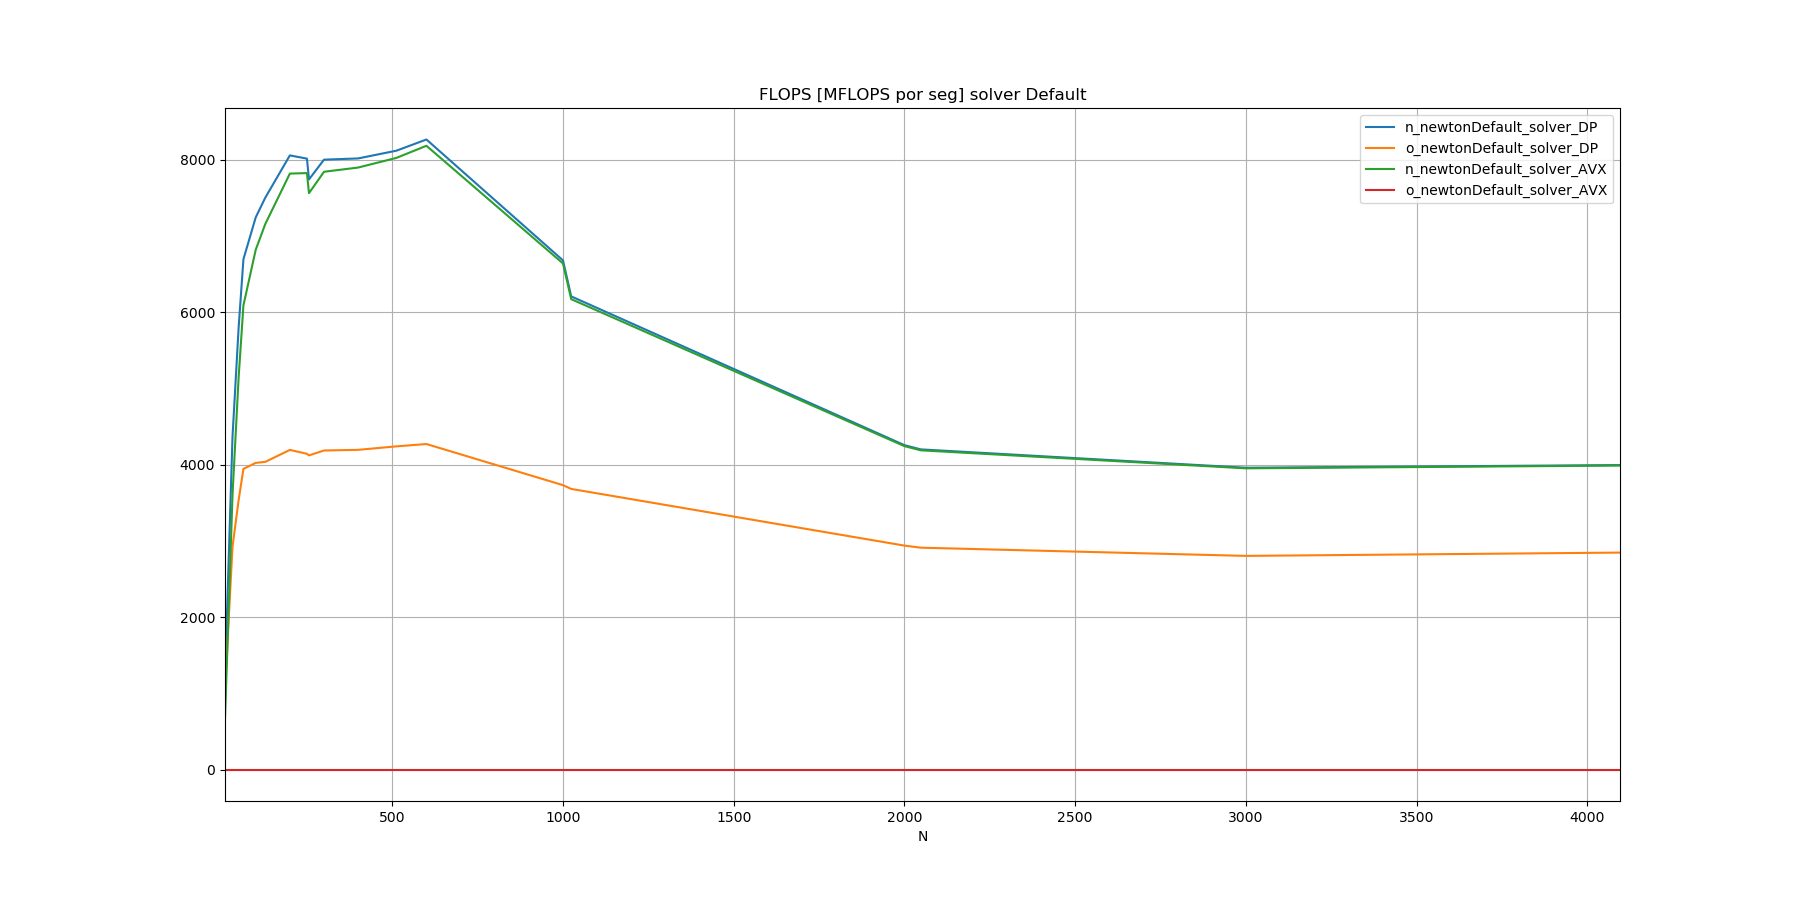 FLOPS [MFLOPS por seg] solver Default
n_newtonDefault_solver_DP
o_newtonDefault_solver_DP
n_newtonDefault_solver_AVX
o_newtonDefault_solver_AVX
8000
6000
4000
2000
0
500 1000 1500 2000 2500 3000 3500 4000
N